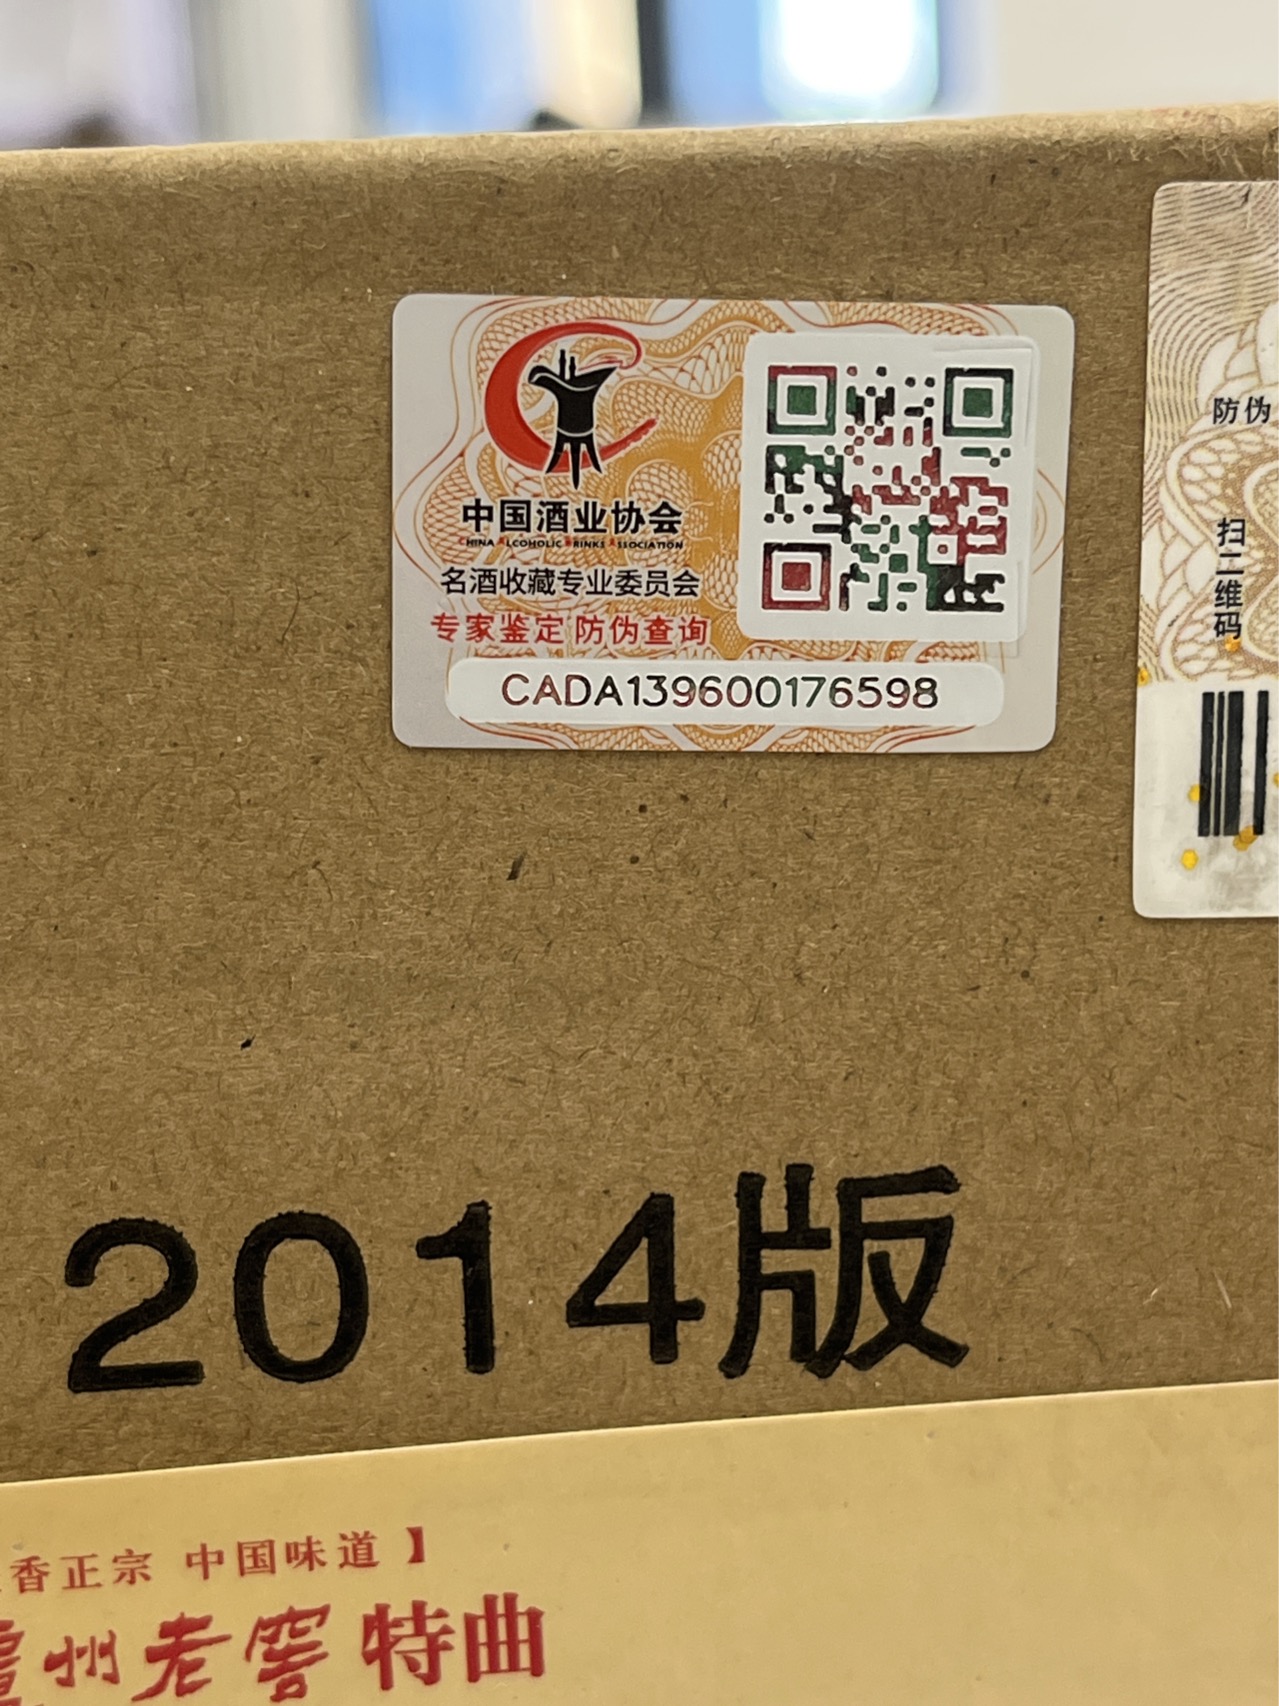 中国酒业协会
CHINA ALCOHOLIC DRINKS ASSOCIATION
名酒收藏专业委员会
专家鉴定 防伪查询
CADA139600176598
防伪
扫二维码
2014版
香正宗 中国味道】
泸州老窖 特曲